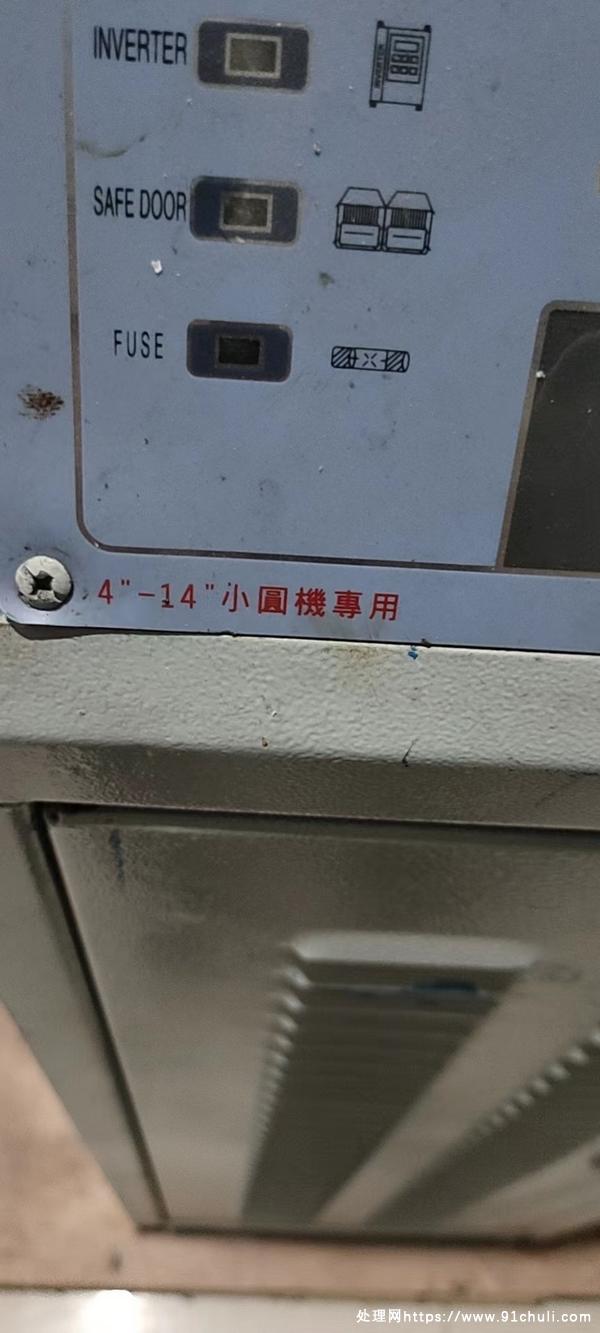 INVERTER
SAFE DOOR
FUSE
4"-14"小圓機專用
处理网https://www.91chuli.com